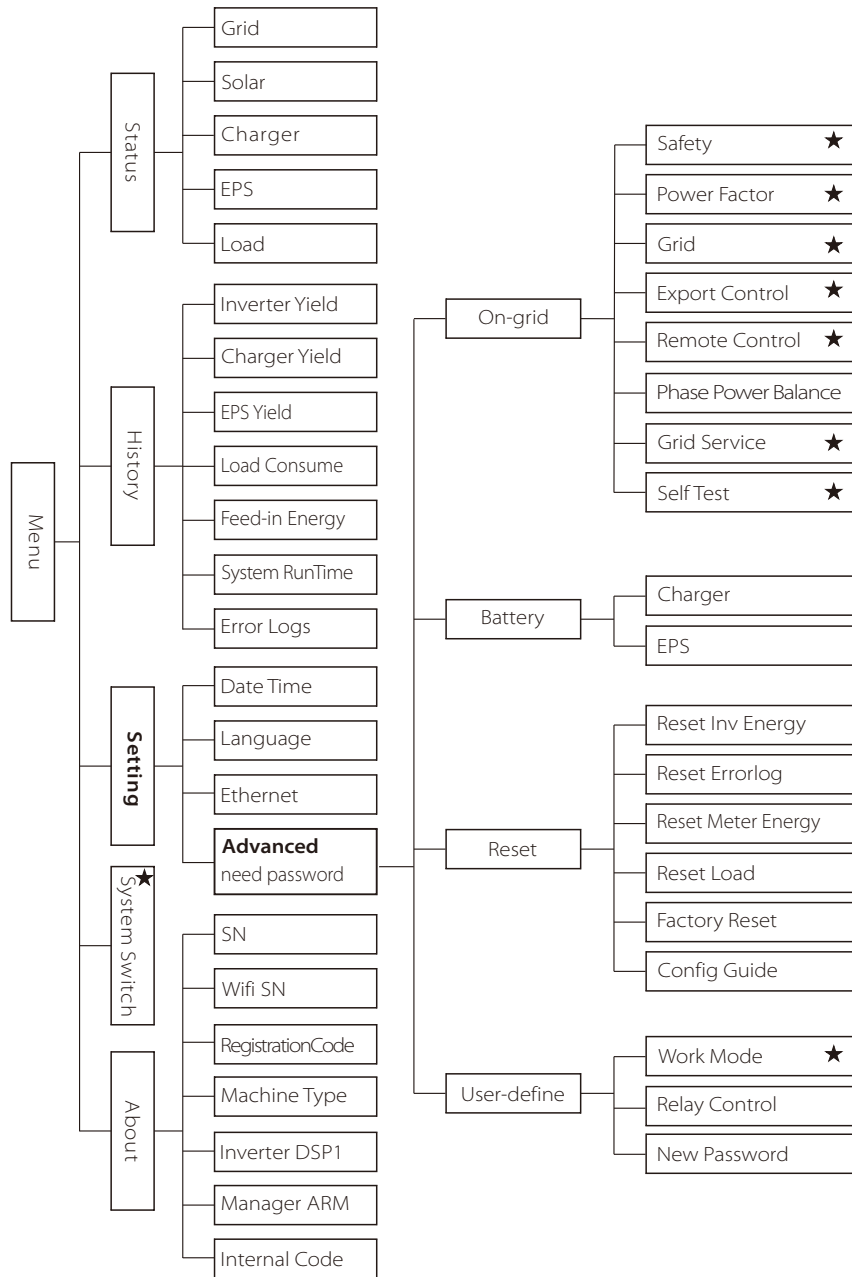 Menu
Status
Grid
Solar
Charger
EPS
Load
History
Inverter Yield
Charger Yield
EPS Yield
Load Consume
Feed-in Energy
System RunTime
Error Logs
Setting
Date Time
Language
Ethernet
Advanced
need password
System Switch ★
About
SN
Wifi SN
RegistrationCode
Machine Type
Inverter DSP1
Manager ARM
Internal Code
On-grid
Safety ★
Power Factor ★
Grid ★
Export Control ★
Remote Control ★
Phase Power Balance
Grid Service ★
Self Test ★
Battery
Charger
EPS
Reset
Reset Inv Energy
Reset Errorlog
Reset Meter Energy
Reset Load
Factory Reset
Config Guide
User-define
Work Mode ★
Relay Control
New Password